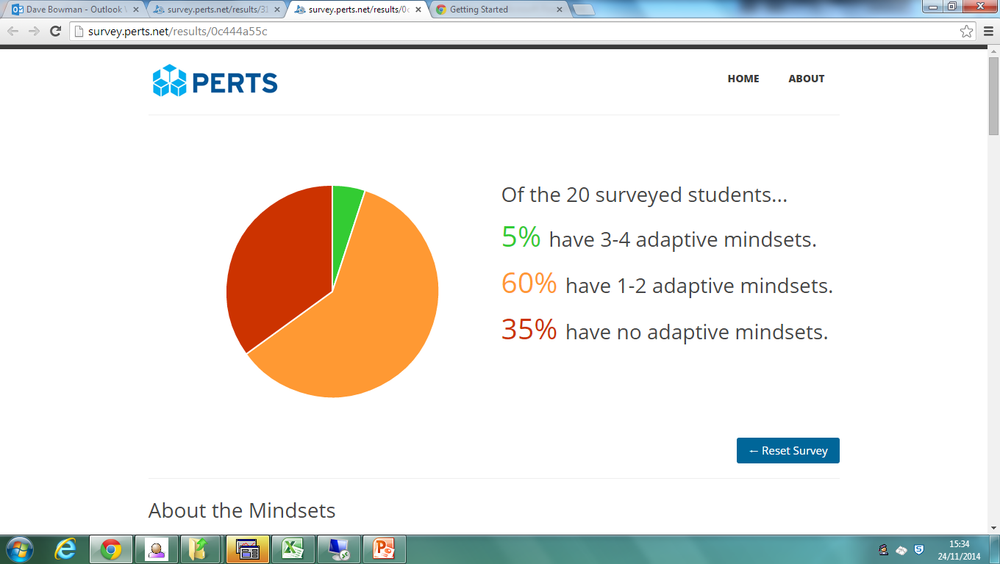 Dave Bowman - Outlook
survey.perts.net/results/31
survey.perts.net/results/0c
Getting Started
survey.perts.net/results/0c444a55c
PERTS
HOME
ABOUT
Of the 20 surveyed students...
5% have 3-4 adaptive mindsets.
60% have 1-2 adaptive mindsets.
35% have no adaptive mindsets.
← Reset Survey
About the Mindsets
15:34
24/11/2014